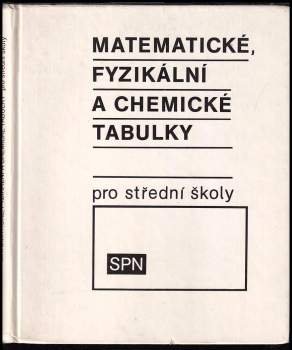 MATEMATICKÉ,
FYZIKÁLNÍ
A CHEMICKÉ
TABULKY
pro střední školy
SPN